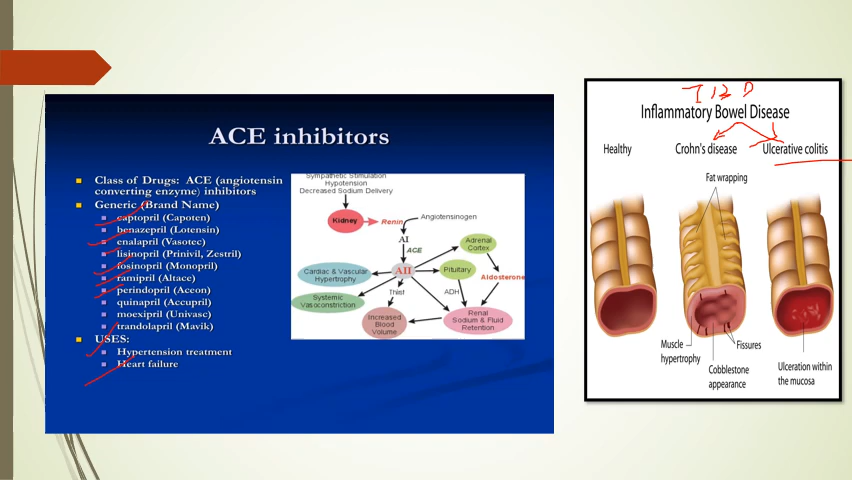 ACE inhibitors
Class of Drugs: ACE (angiotensin
converting enzyme) inhibitors
Generic (Brand Name)
captopril (Capoten)
benazepril (Lotensin)
enalapril (Vasotec)
lisinopril (Prinivil, Zestril)
fosinopril (Monopril)
ramipril (Altace)
perindopril (Aceon)
quinapril (Accupril)
moexipril (Univasc)
trandolapril (Mavik)
USES:
Hypertension treatment
Heart failure
Sympathetic Stimulation
Hypotension
Decreased Sodium Delivery
Kidney
Renin
Angiotensinogen
AI
ACE
Adrenal
Cortex
Cardiac & Vascular
Hypertrophy
AII
Pituitary
Aldosterone
Systemic
Vasoconstriction
Thirst
ADH
Increased
Blood
Volume
Renal
Sodium & Fluid
Retention
Inflammatory Bowel Disease
Healthy
Crohn's disease
Ulcerative colitis
Fat wrapping
Muscle
hypertrophy
Fissures
Cobblestone
appearance
Ulceration within
the mucosa